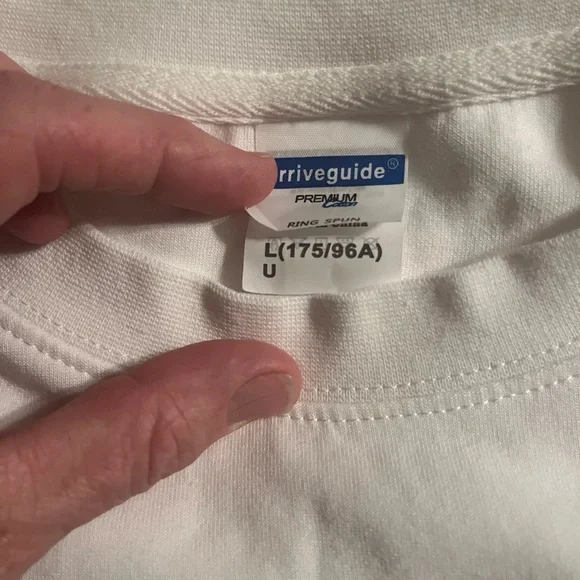 rriveguide®
PREMIUM
Cotton
RING SPUN
L(175/96A)
U